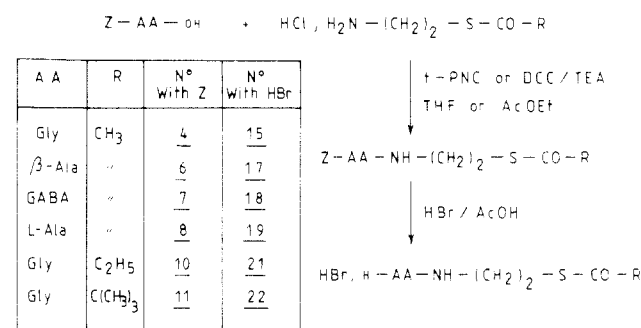 Z — AA — OH + HCl, H₂N — (CH₂)₂ — S — CO — R
AA R N° With Z N° With HBr
Gly CH₃ 4 15
β-Ala " 6 17
GABA " 7 18
L-Ala " 8 19
Gly C₂H₅ 10 21
Gly C(CH₃)₃ 11 22
t-PNC or DCC/TEA
THF or AcOEt
Z — AA — NH — (CH₂)₂ — S — CO — R
HBr / AcOH
HBr, H — AA — NH — (CH₂)₂ — S — CO — R